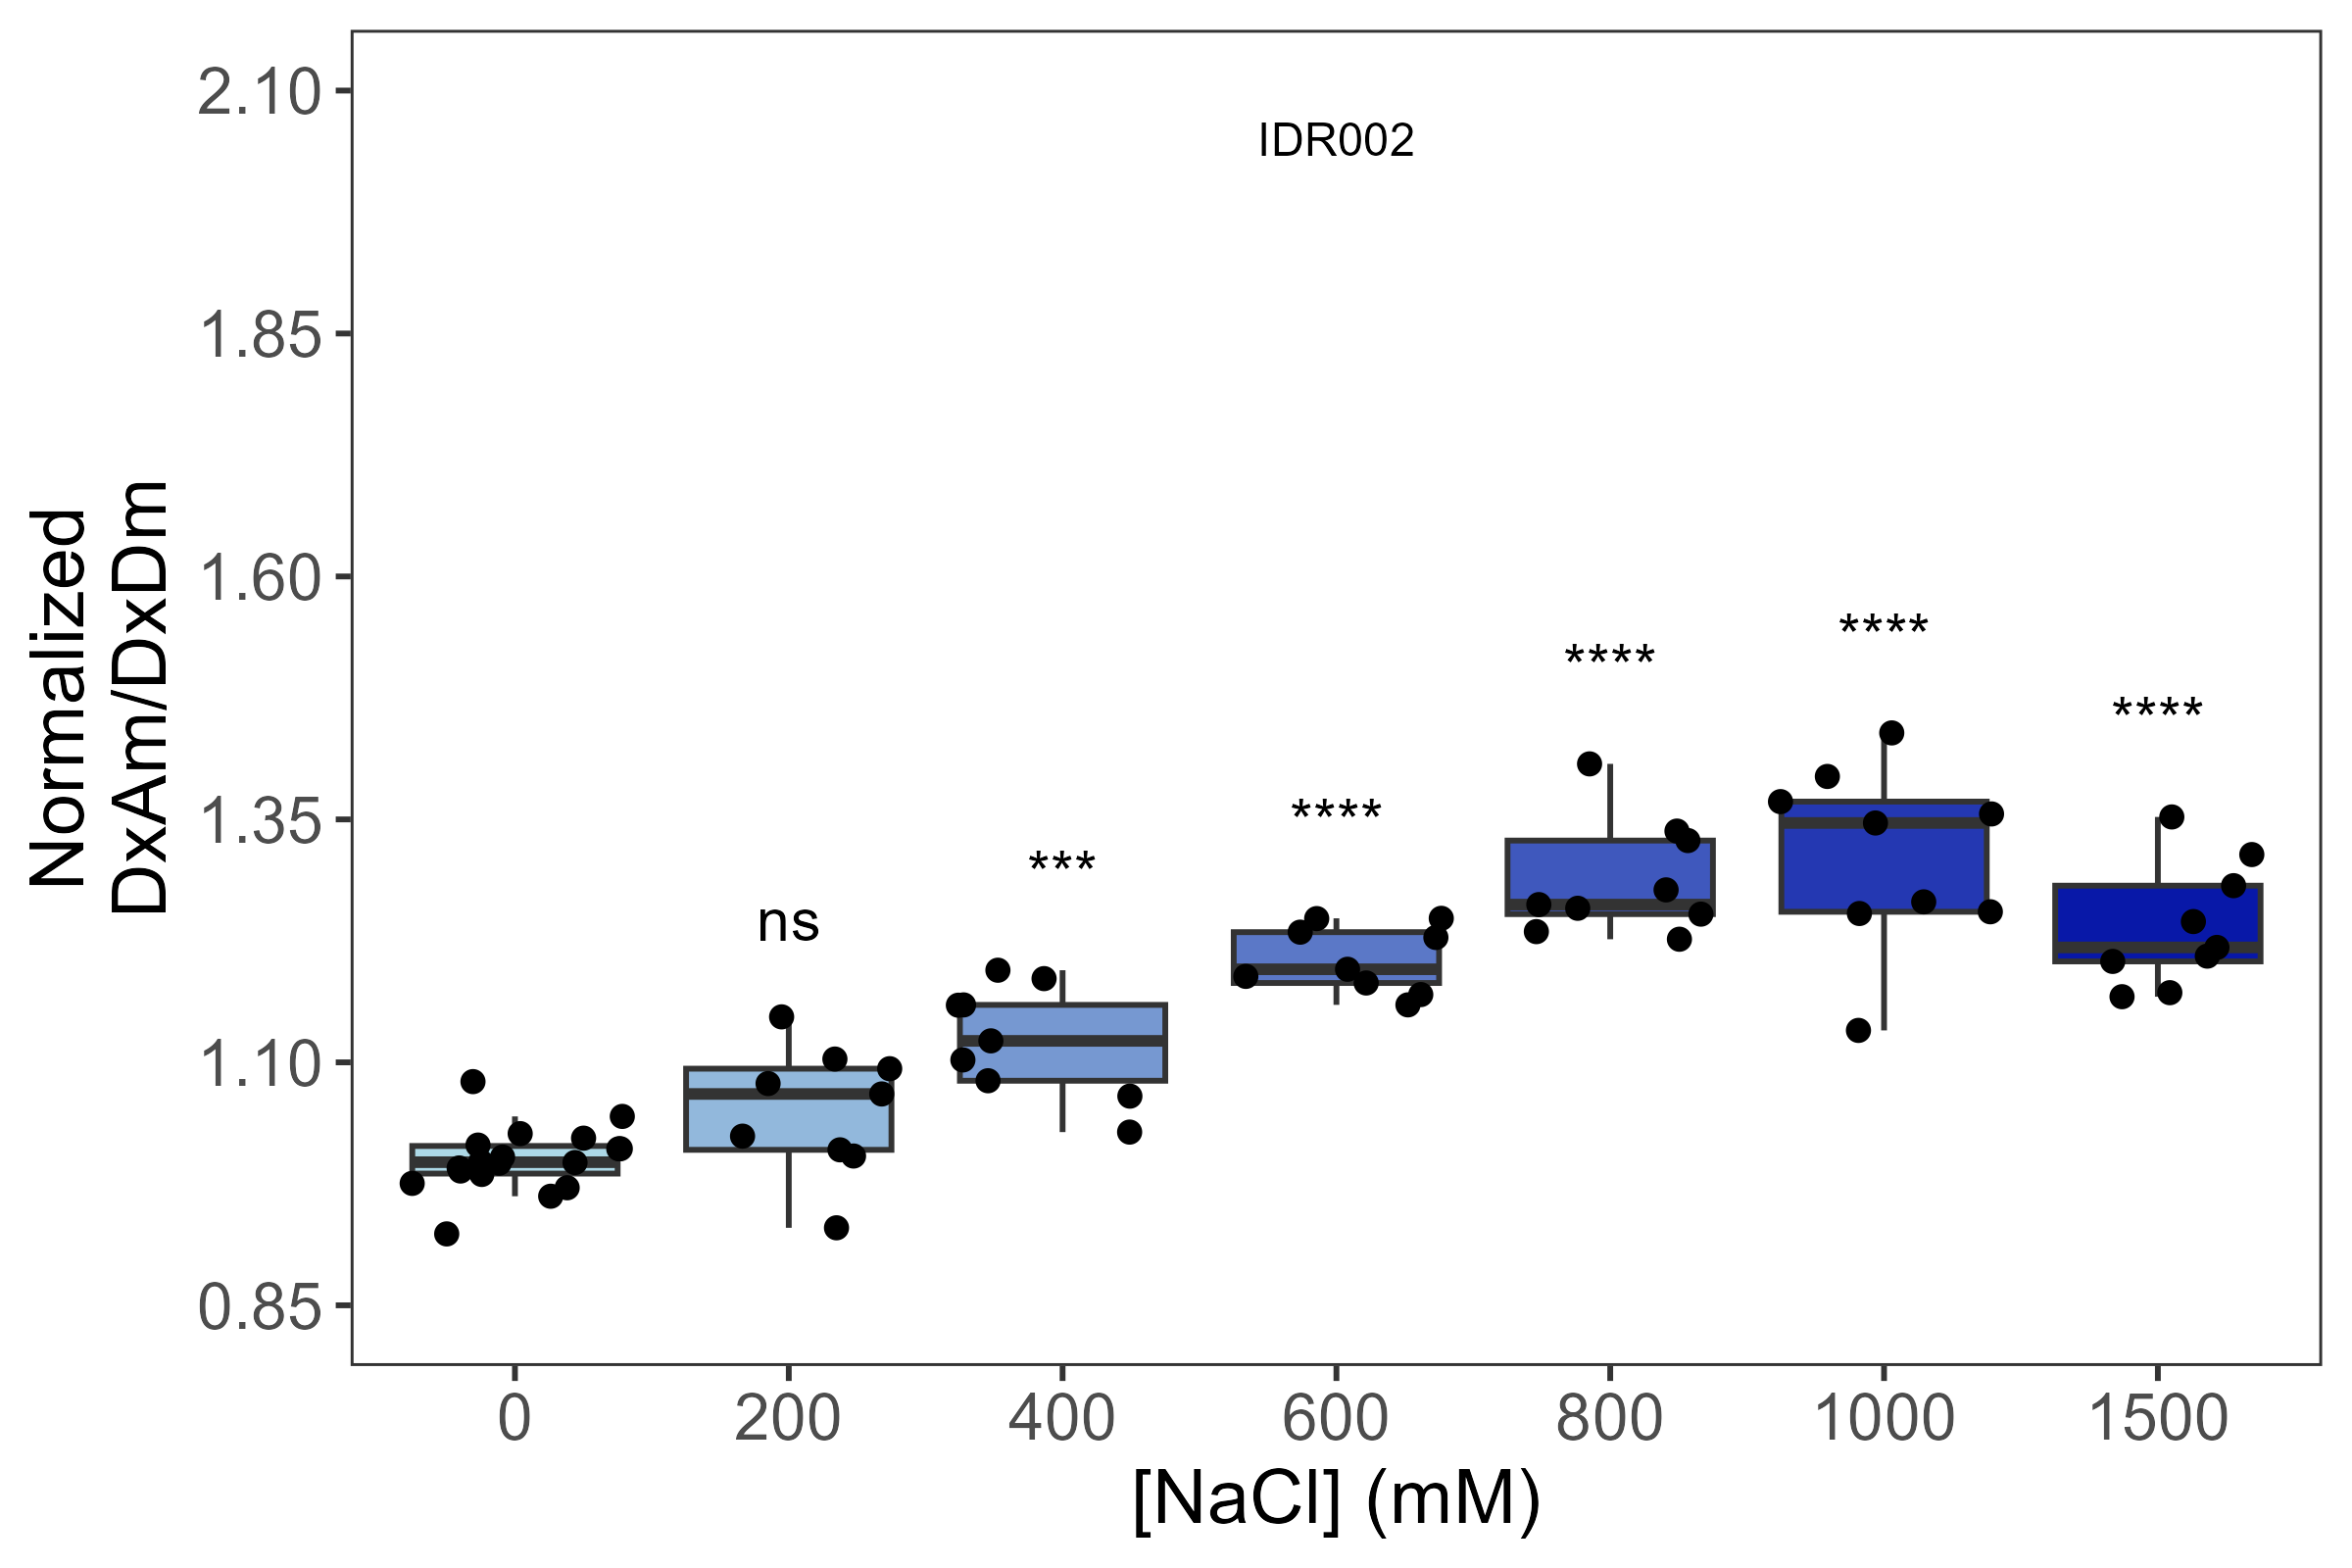 IDR002
Normalized
DxAm/DxDm
2.10
1.85
1.60
1.35
1.10
0.85
ns
***
****
****
****
****
0 200 400 600 800 1000 1500
[NaCl] (mM)